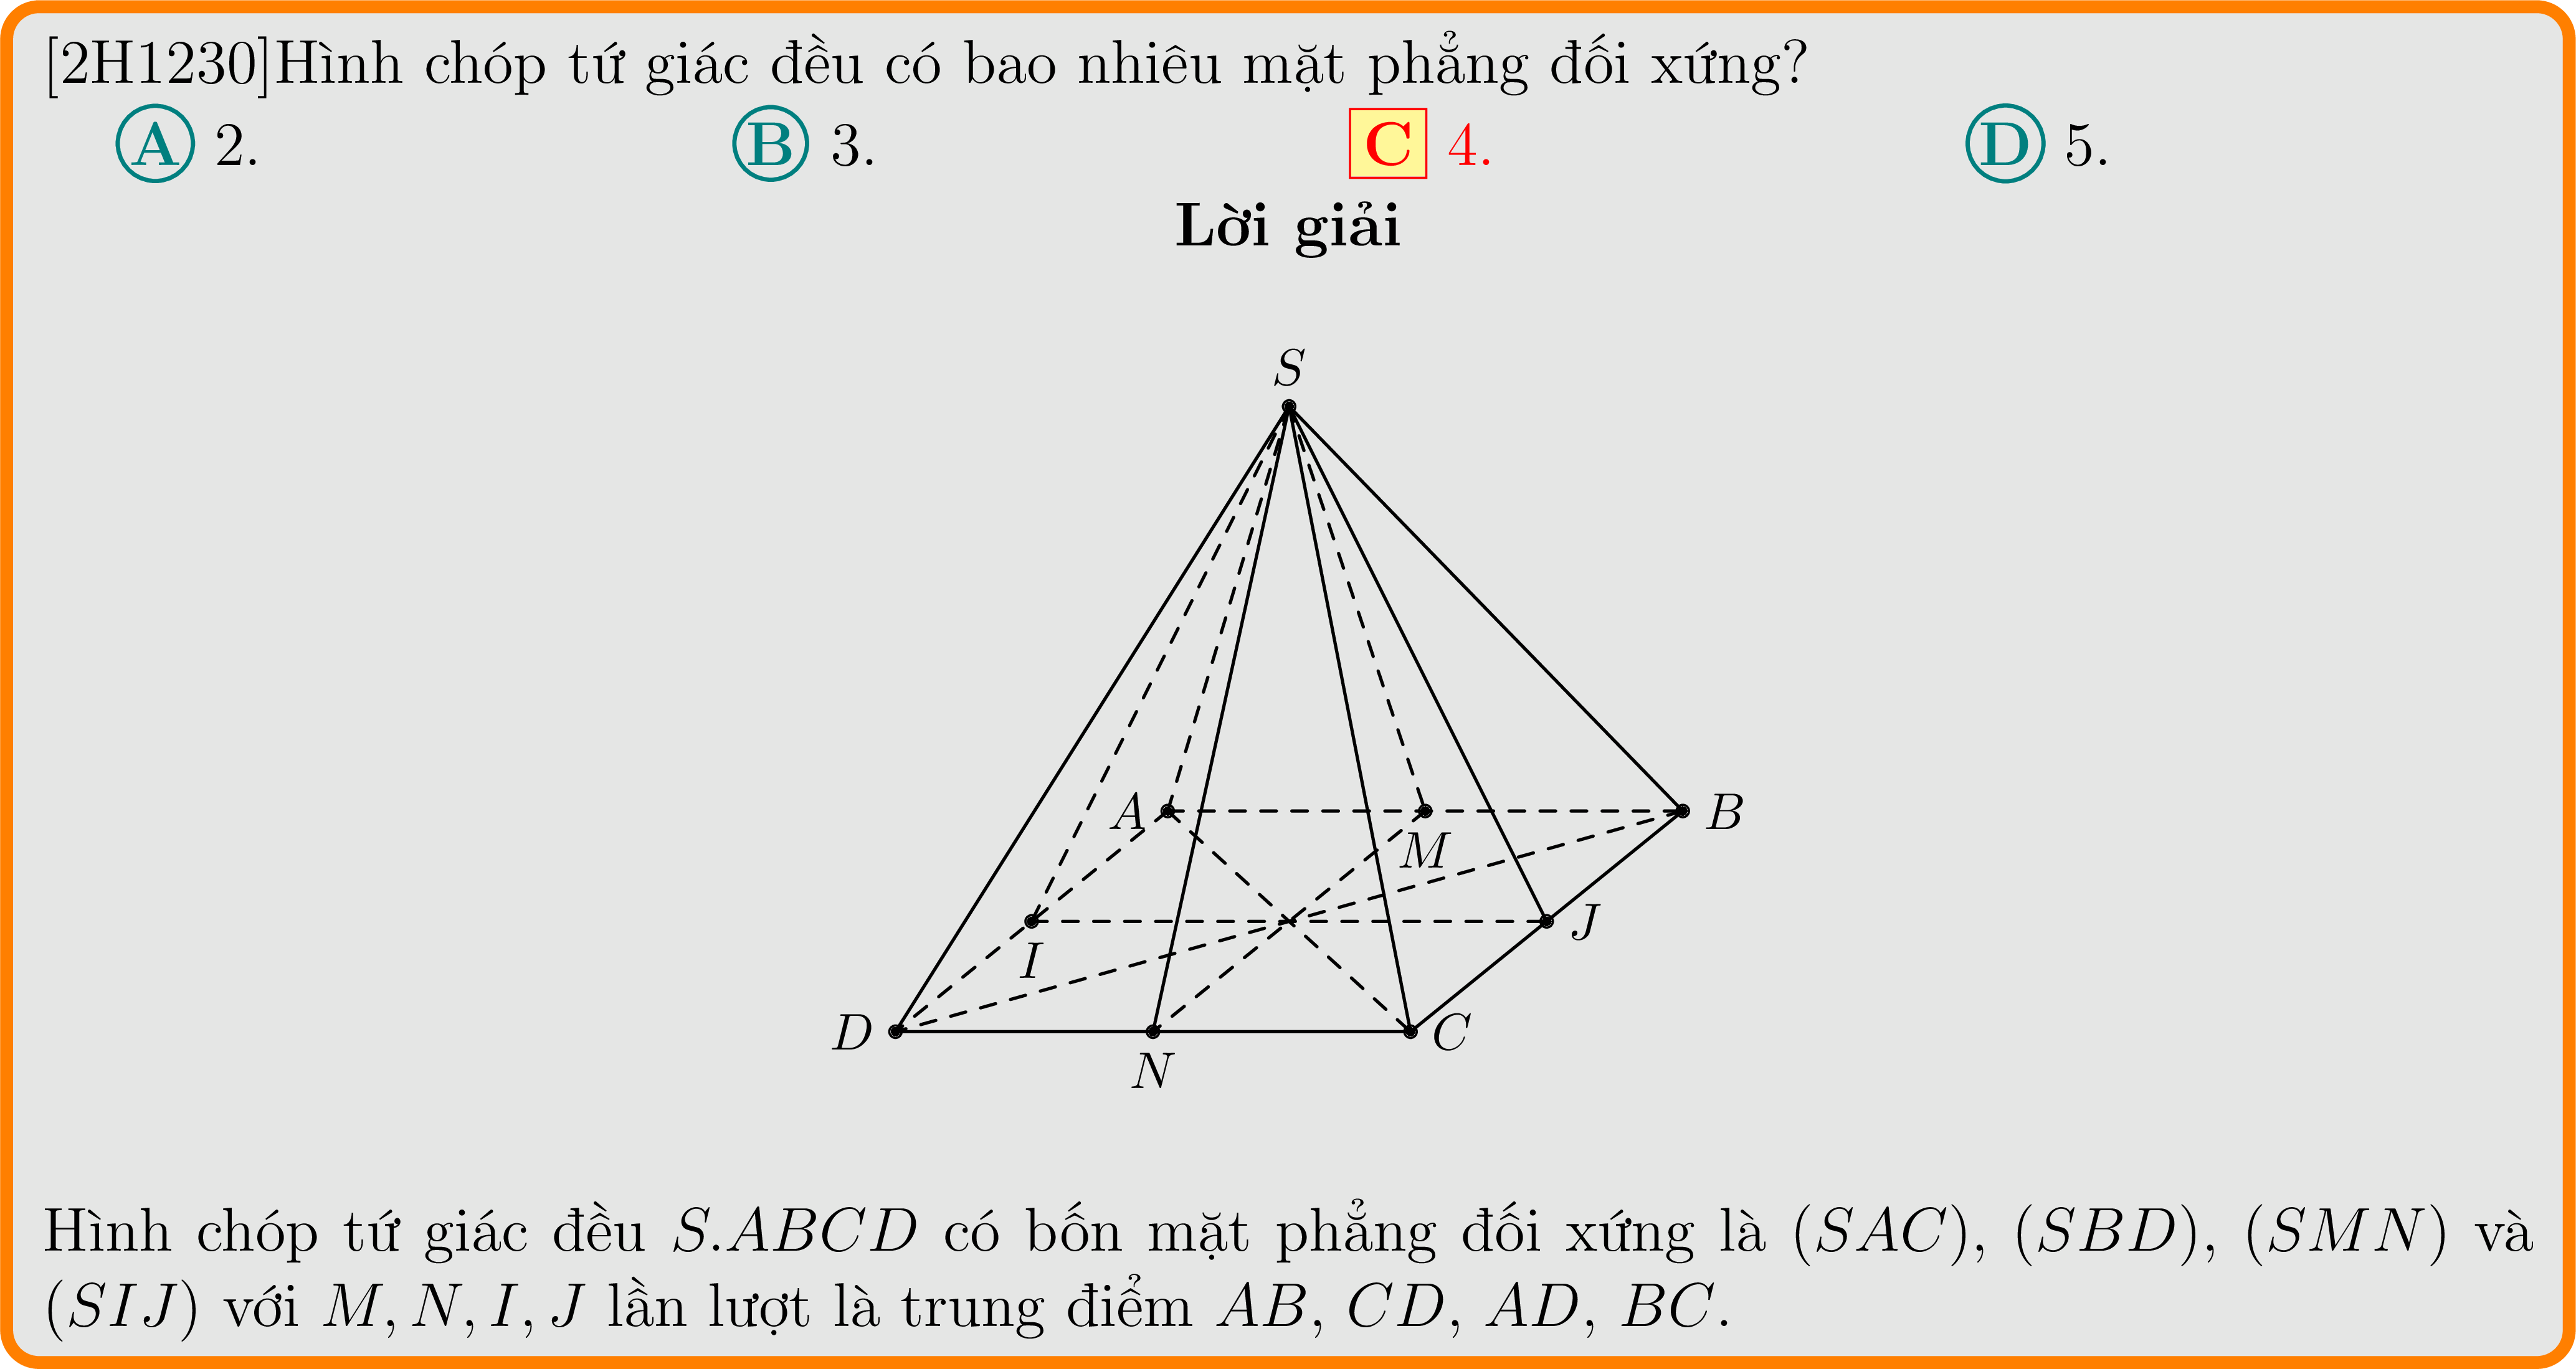 [2H1230]Hình chóp tứ giác đều có bao nhiêu mặt phẳng đối xứng?
A 2. B 3. C 4. D 5.
Lời giải
S
A
B
M
I
J
D
C
N
Hình chóp tứ giác đều S.ABCD có bốn mặt phẳng đối xứng là (SAC), (SBD), (SMN) và
(SIJ) với M, N, I, J lần lượt là trung điểm AB, CD, AD, BC.